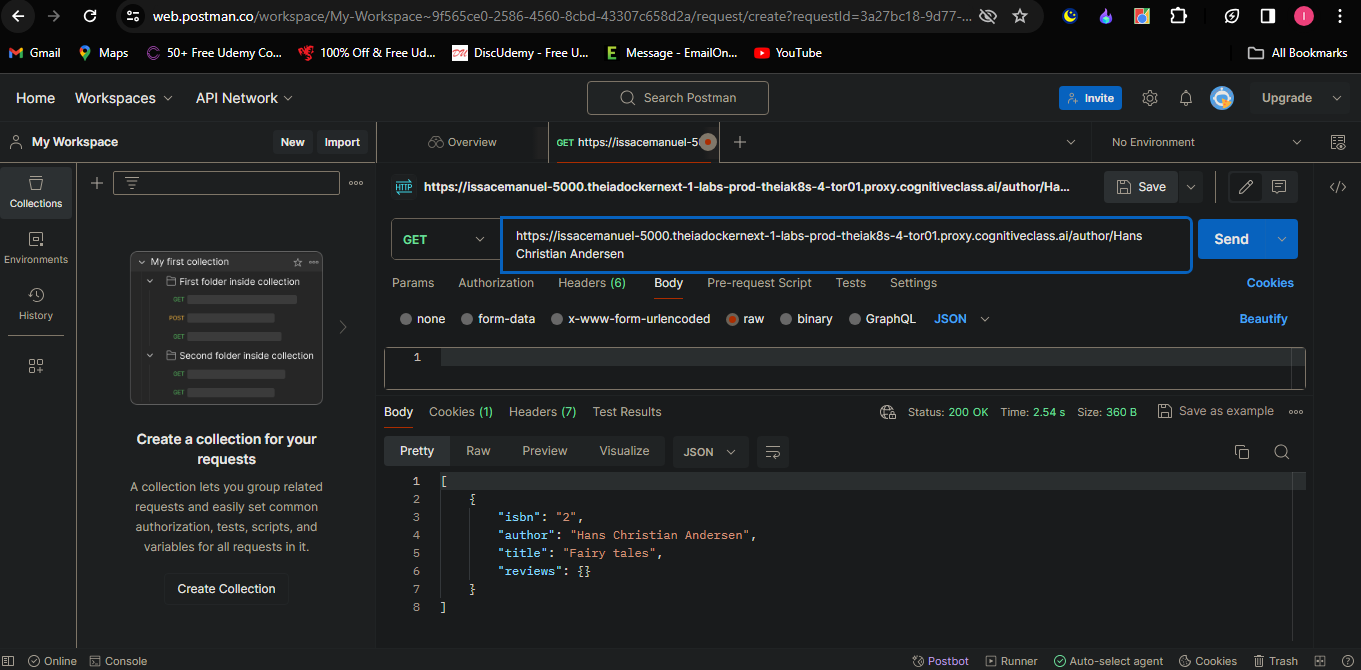 web.postman.co/workspace/My-Workspace~9f565ce0-2586-4560-8cbd-43307c658d2a/request/create?requestId=3a27bc18-9d77-...
I
Gmail
Maps
50+ Free Udemy Co...
100% Off & Free Ud...
DU
DiscUdemy - Free U...
E
Message - EmailOn...
YouTube
All Bookmarks
Home
Workspaces
API Network
Search Postman
Invite
Upgrade
My Workspace
New
Import
Overview
GET https://issacemanuel-5
No Environment
Collections
Environments
History
My first collection
First folder inside collection
GET
POST
GET
Second folder inside collection
GET
GET
Create a collection for your
requests
A collection lets you group related
requests and easily set common
authorization, tests, scripts, and
variables for all requests in it.
Create Collection
HTTP
https://issacemanuel-5000.theiadockernext-1-labs-prod-theiak8s-4-tor01.proxy.cognitiveclass.ai/author/Ha...
Save
</>
GET
https://issacemanuel-5000.theiadockernext-1-labs-prod-theiak8s-4-tor01.proxy.cognitiveclass.ai/author/Hans
Christian Andersen
Send
Params
Authorization
Headers (6)
Body
Pre-request Script
Tests
Settings
Cookies
none
form-data
x-www-form-urlencoded
raw
binary
GraphQL
JSON
Beautify
1
Body
Cookies (1)
Headers (7)
Test Results
Status: 200 OK
Time: 2.54 s
Size: 360 B
Save as example
Pretty
Raw
Preview
Visualize
JSON
1 [
2 {
3 "isbn": "2",
4 "author": "Hans Christian Andersen",
5 "title": "Fairy tales",
6 "reviews": {}
7 }
8 ]
Online
Console
Postbot
Runner
Auto-select agent
Cookies
Trash